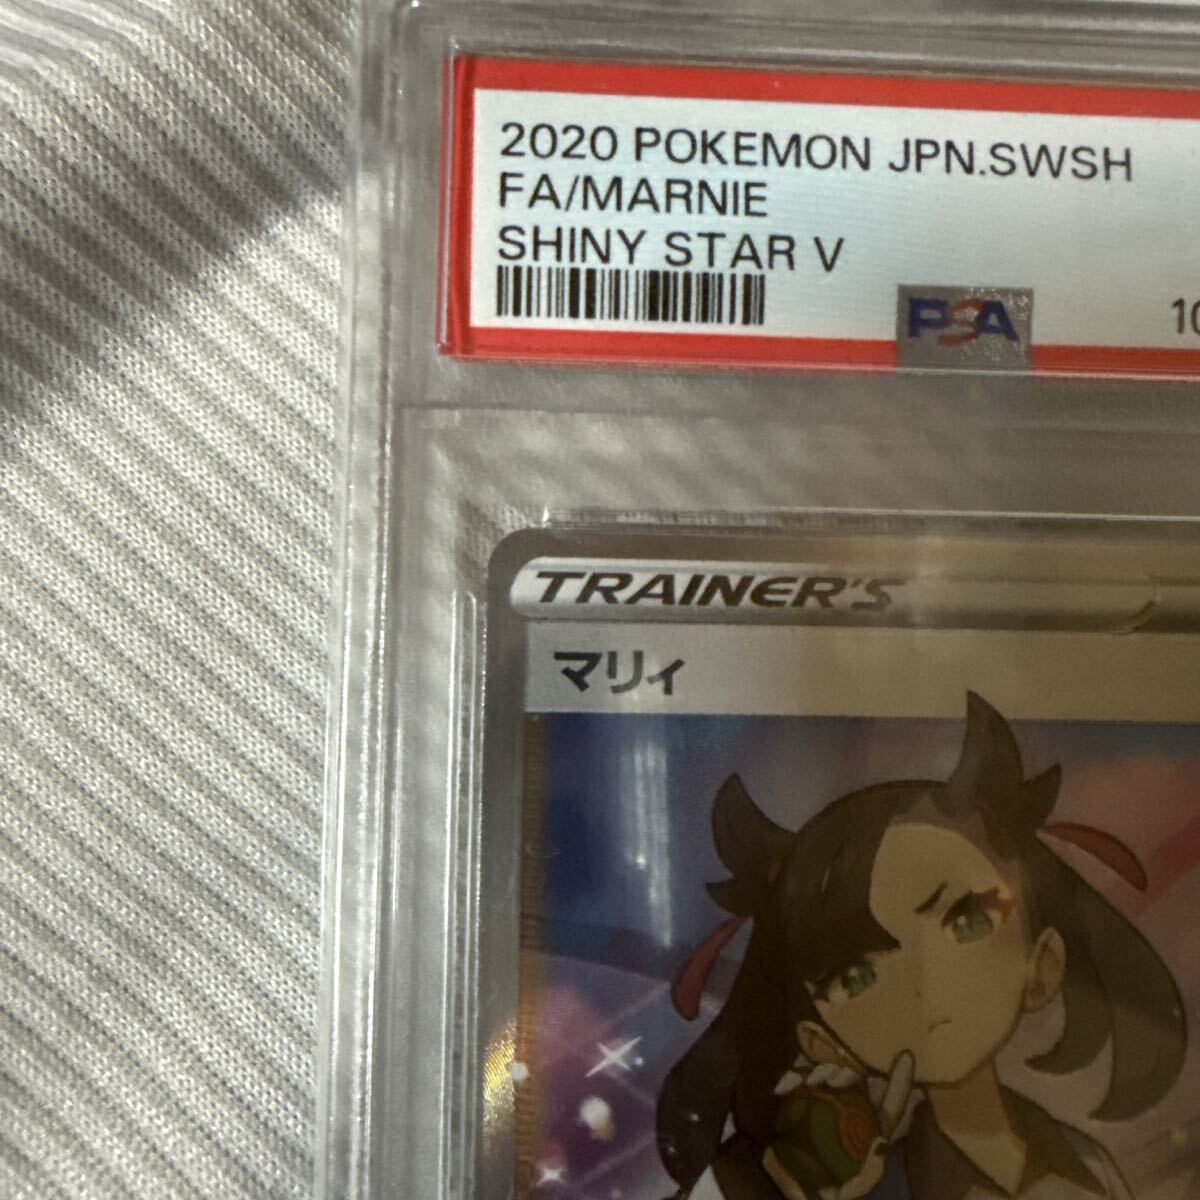 2020 POKEMON JPN.SWSH
FA/MARNIE
SHINY STAR V
PSA
TRAINER'S
マリィ